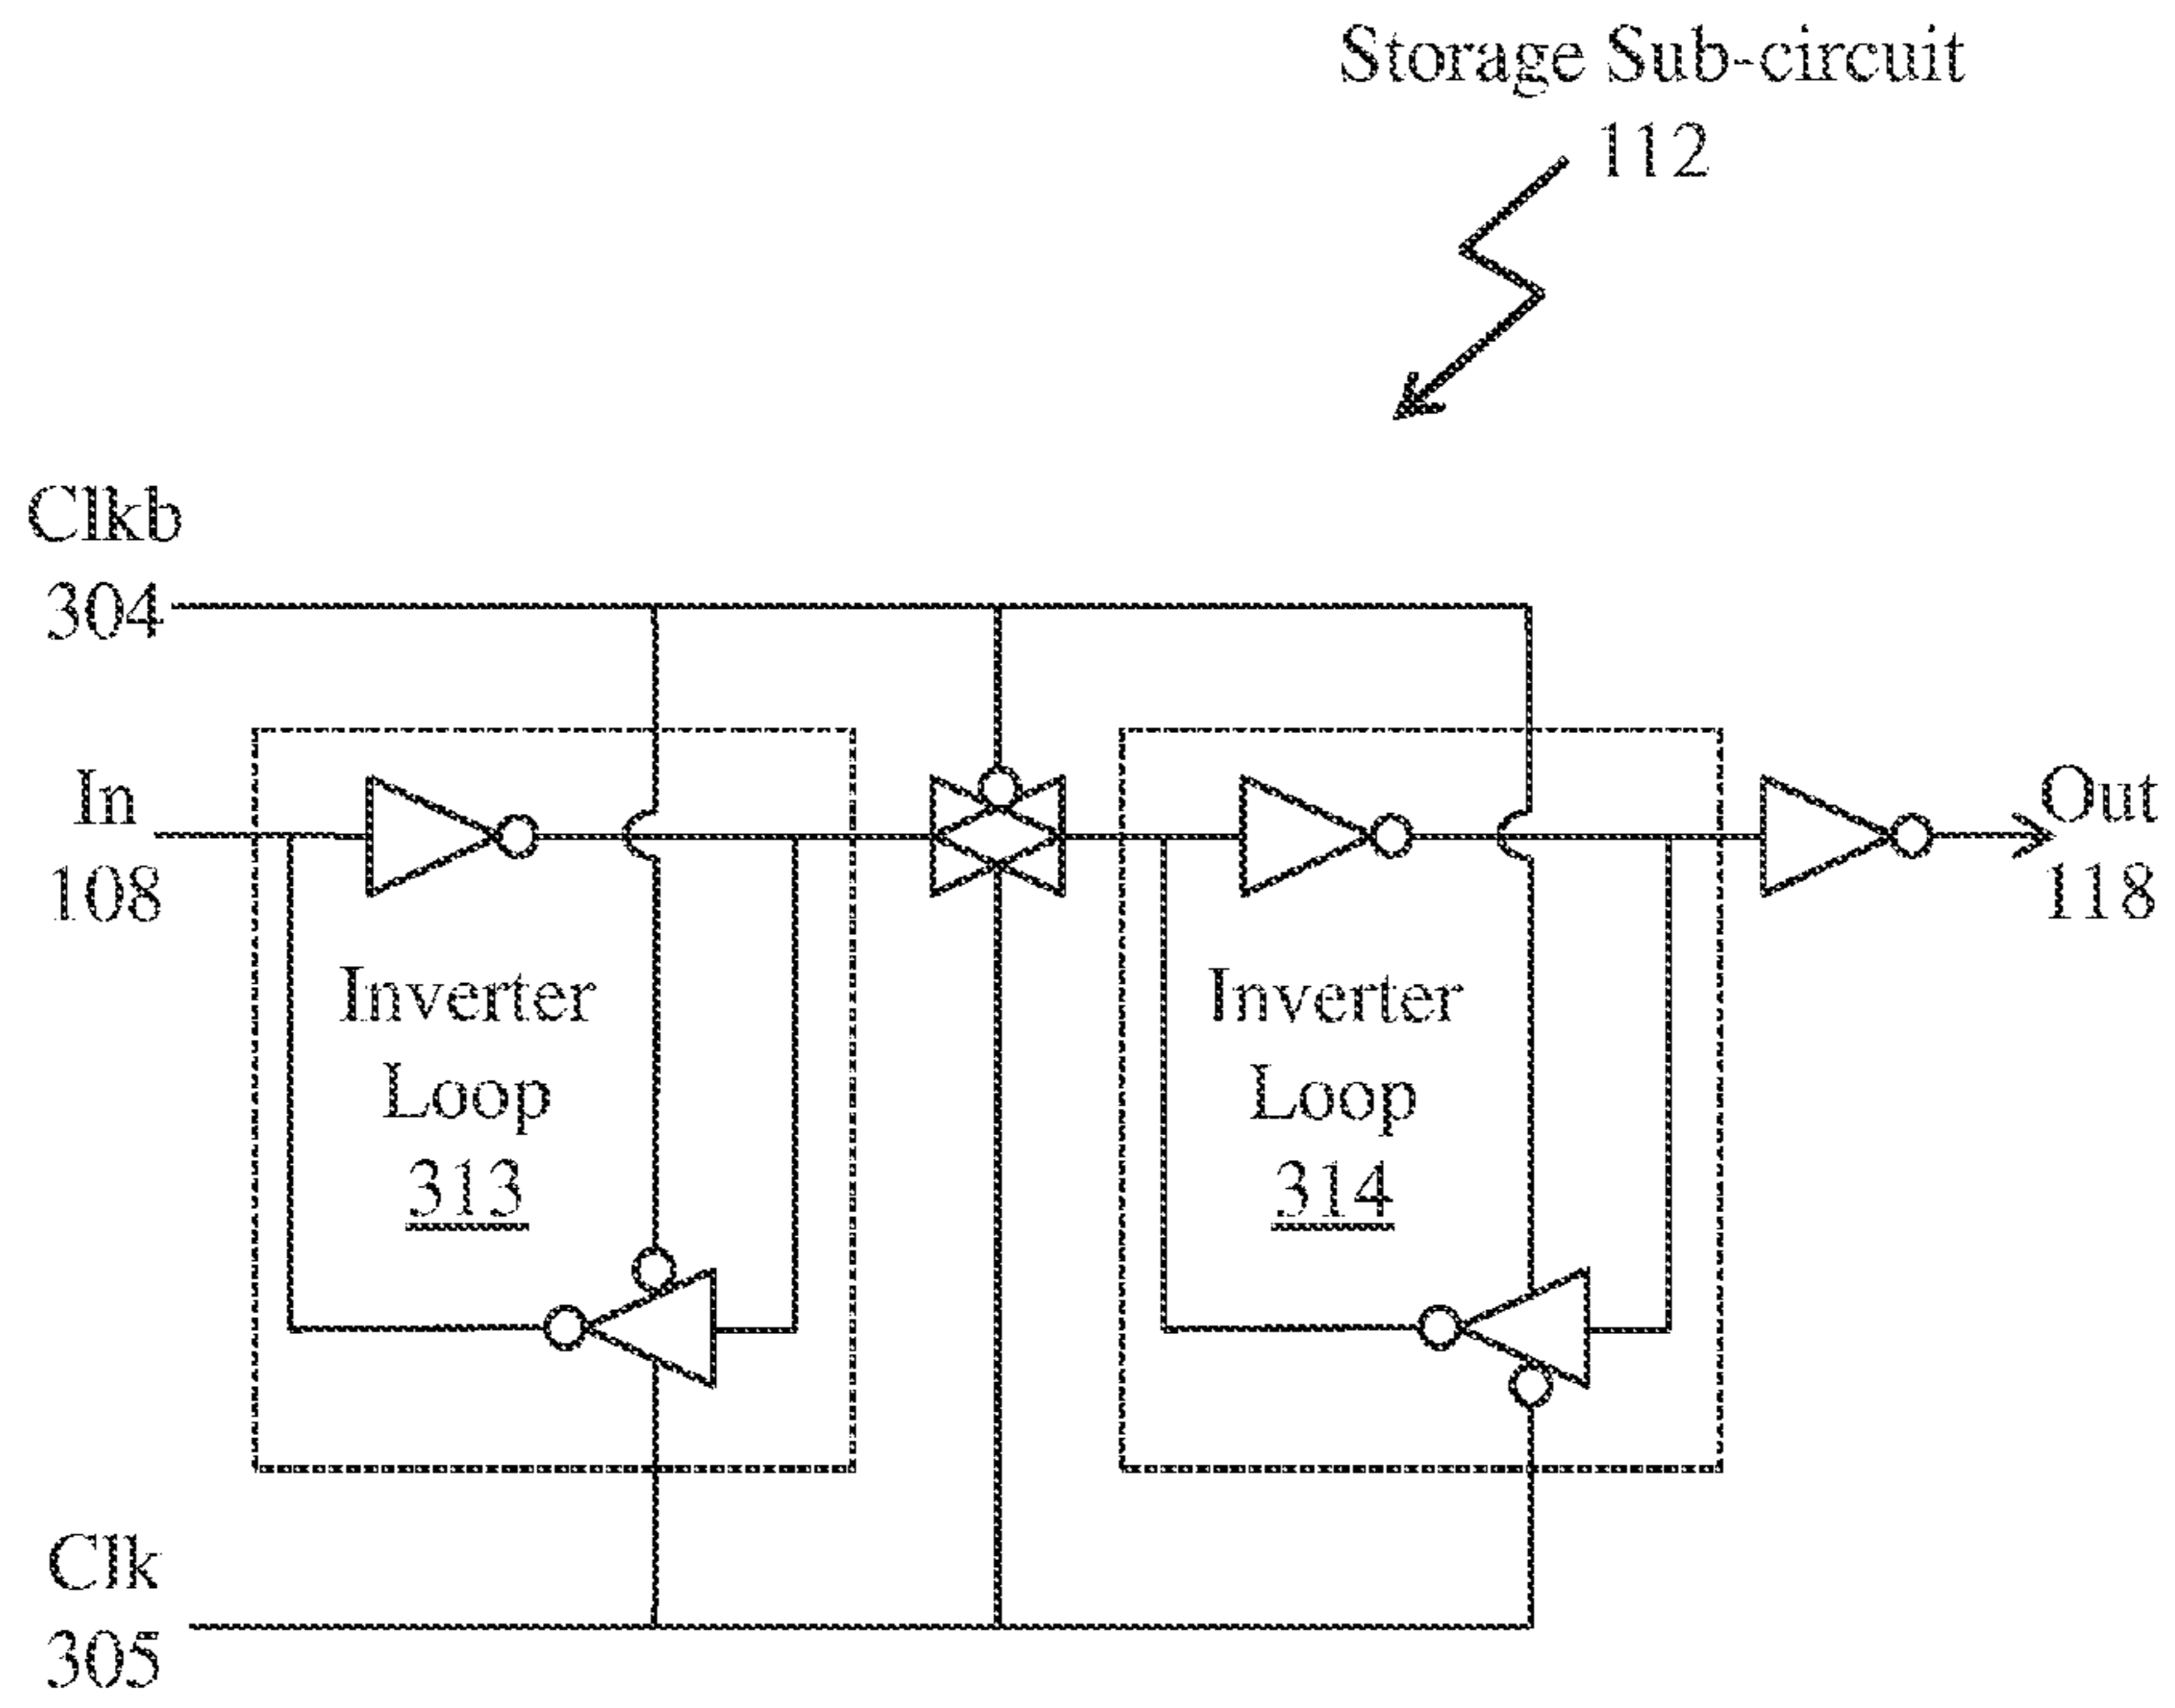 Storage Sub-circuit
112
Clkb
304
In
108
Out
118
Inverter
Loop
313
Inverter
Loop
314
Clk
305